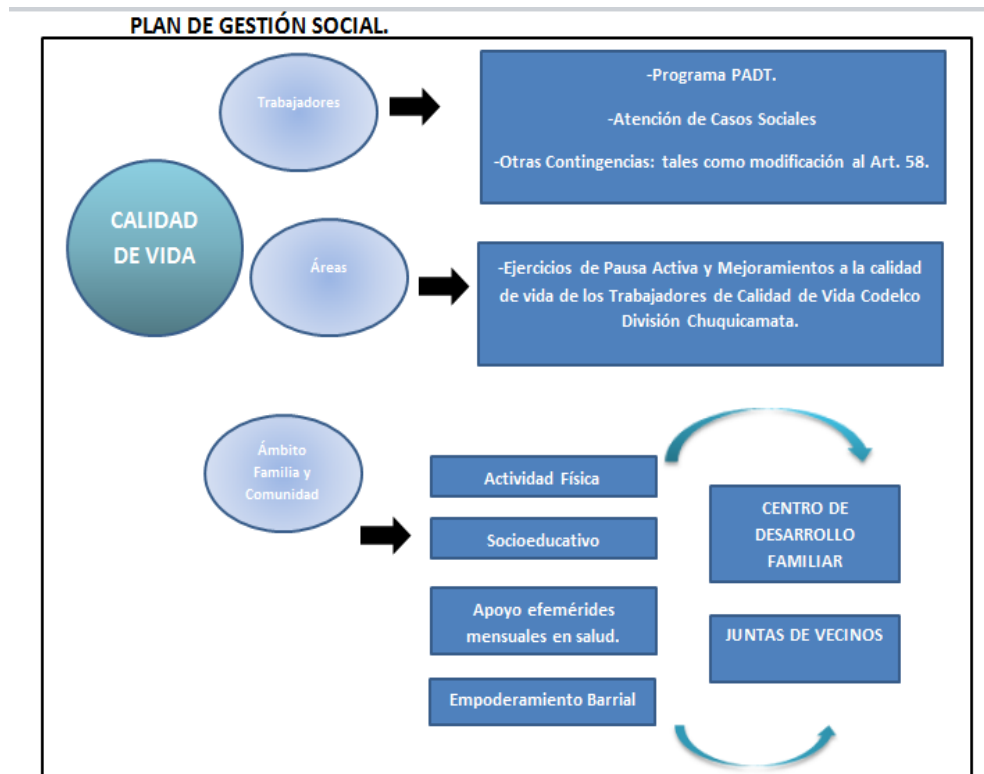 PLAN DE GESTIÓN SOCIAL.
Trabajadores
-Programa PADT.
-Atención de Casos Sociales
-Otras Contingencias: tales como modificación al Art. 58.
CALIDAD
DE VIDA
Áreas
-Ejercicios de Pausa Activa y Mejoramientos a la calidad
de vida de los Trabajadores de Calidad de Vida Codelco
División Chuquicamata.
Ámbito
Familia y
Comunidad
Actividad Física
Socioeducativo
Apoyo efemérides
mensuales en salud.
Empoderamiento Barrial
CENTRO DE
DESARROLLO
FAMILIAR
JUNTAS DE VECINOS